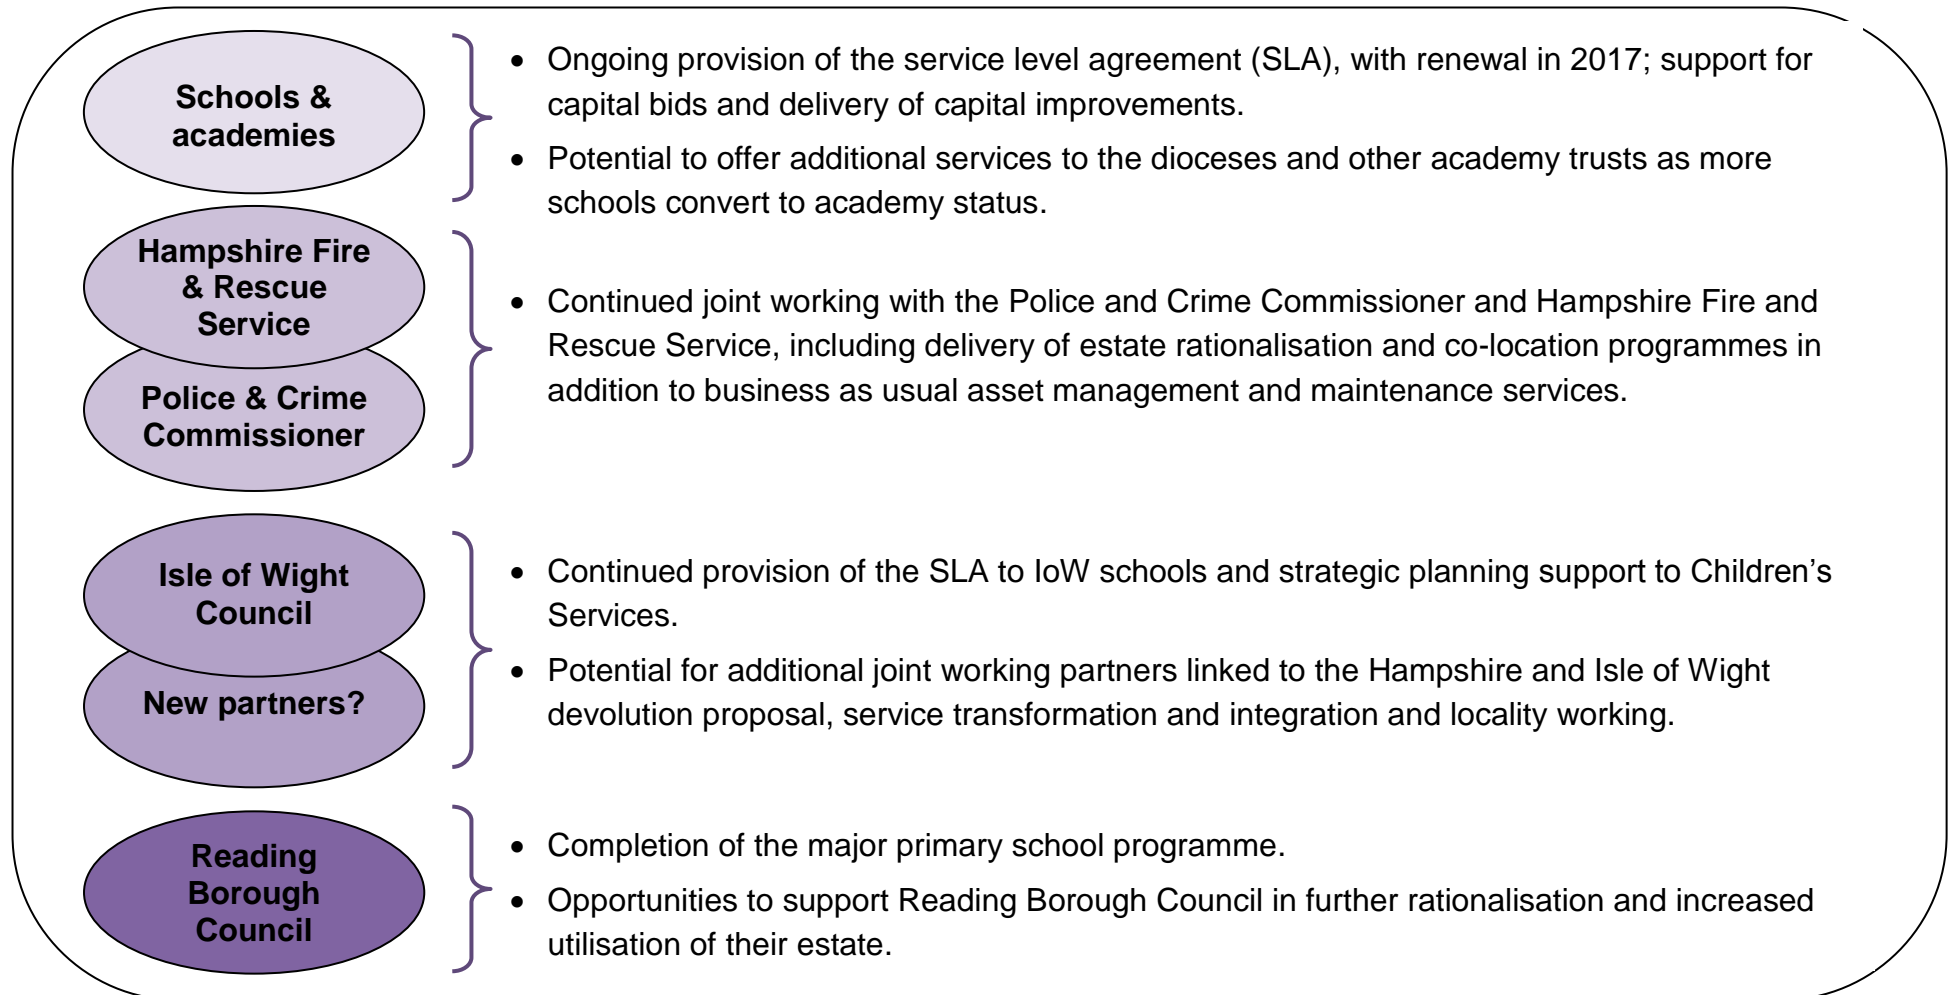 Schools &
academies
• Ongoing provision of the service level agreement (SLA), with renewal in 2017; support for
capital bids and delivery of capital improvements.
• Potential to offer additional services to the dioceses and other academy trusts as more
schools convert to academy status.
Hampshire Fire
& Rescue
Service
Police & Crime
Commissioner
• Continued joint working with the Police and Crime Commissioner and Hampshire Fire and
Rescue Service, including delivery of estate rationalisation and co-location programmes in
addition to business as usual asset management and maintenance services.
Isle of Wight
Council
New partners?
• Continued provision of the SLA to IoW schools and strategic planning support to Children’s
Services.
• Potential for additional joint working partners linked to the Hampshire and Isle of Wight
devolution proposal, service transformation and integration and locality working.
Reading
Borough
Council
• Completion of the major primary school programme.
• Opportunities to support Reading Borough Council in further rationalisation and increased
utilisation of their estate.